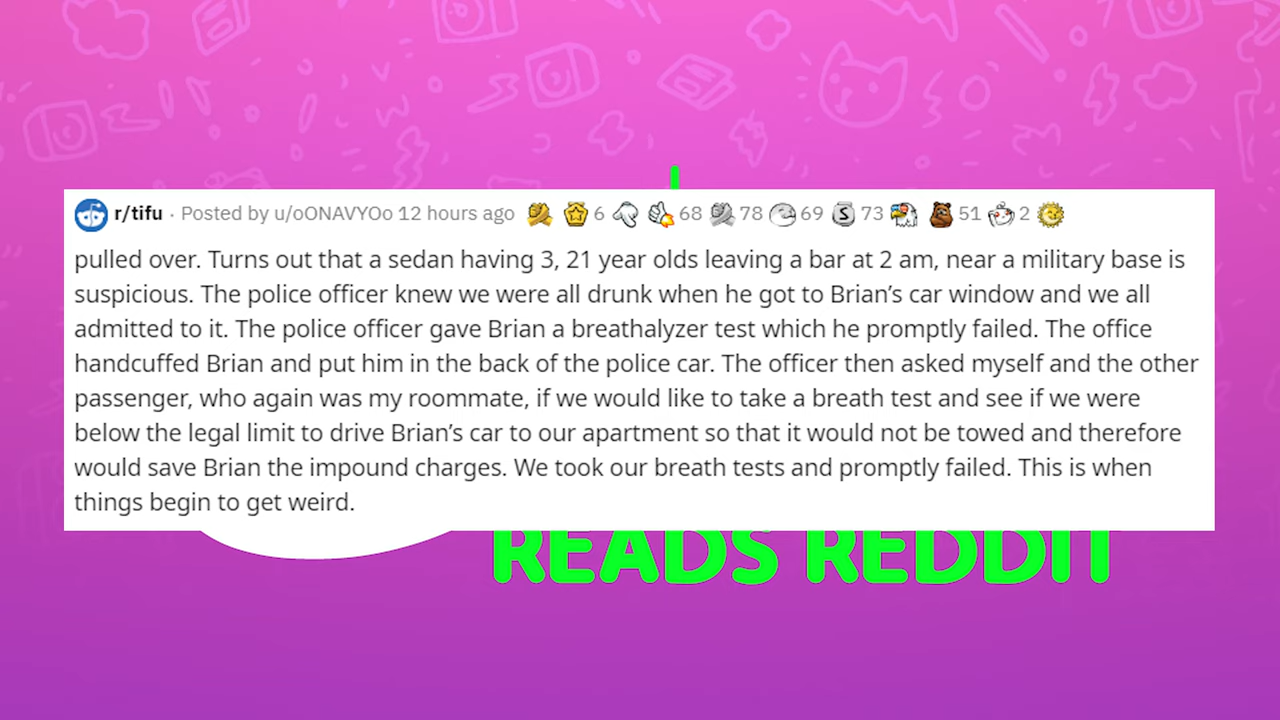 r/tifu · Posted by u/oONAVYOo 12 hours ago 6 68 78 69 S 73 51 2
pulled over. Turns out that a sedan having 3, 21 year olds leaving a bar at 2 am, near a military base is
suspicious. The police officer knew we were all drunk when he got to Brian's car window and we all
admitted to it. The police officer gave Brian a breathalyzer test which he promptly failed. The office
handcuffed Brian and put him in the back of the police car. The officer then asked myself and the other
passenger, who again was my roommate, if we would like to take a breath test and see if we were
below the legal limit to drive Brian's car to our apartment so that it would not be towed and therefore
would save Brian the impound charges. We took our breath tests and promptly failed. This is when
things begin to get weird.
READS REDDIT